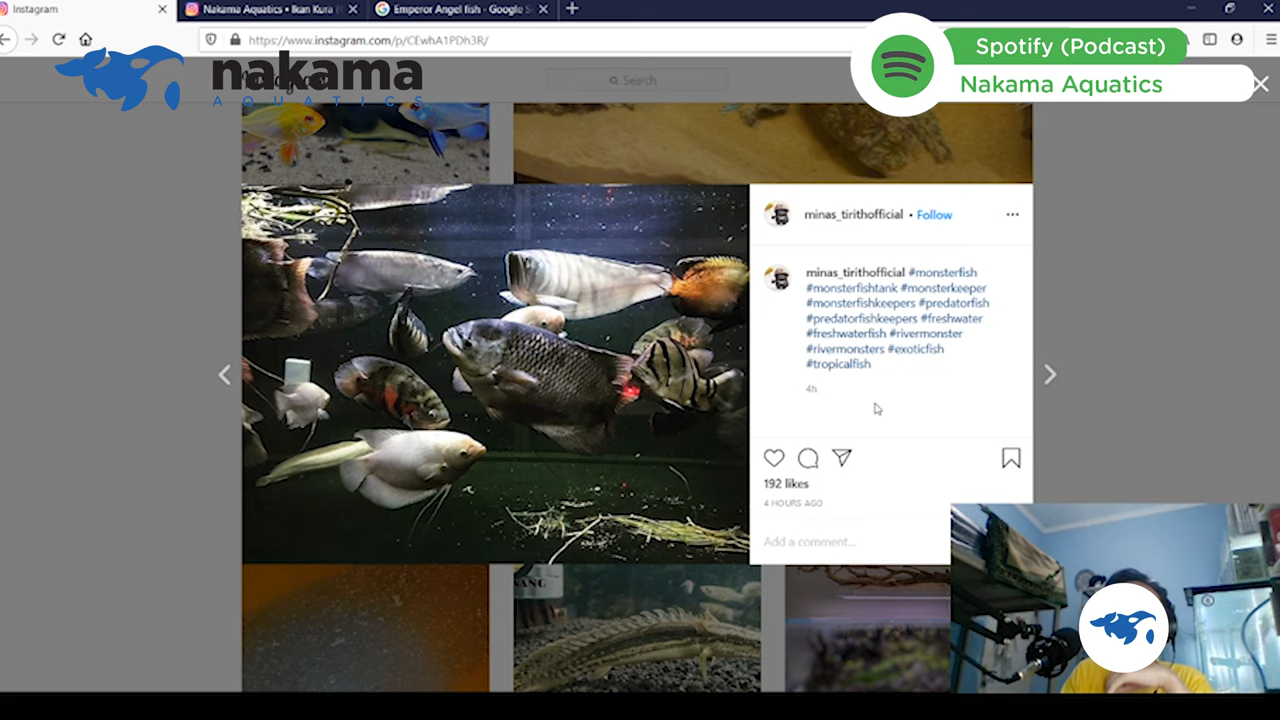 Instagram
Nakama Aquatics • Ikan Kura
Emperor Angel fish - Google S
https://www.instagram.com/p/CEwhA1PDh3R/
Spotify (Podcast)
Nakama Aquatics
nakama
AQUATICS
Search
minas_tirithofficial • Follow
minas_tirithofficial #monsterfish
#monsterfishtank #monsterkeeper
#monsterfishkeepers #predatorfish
#predatorfishkeepers #freshwater
#freshwaterfish #rivermonster
#rivermonsters #exoticfish
#tropicalfish
4h
192 likes
4 HOURS AGO
Add a comment...
SANG